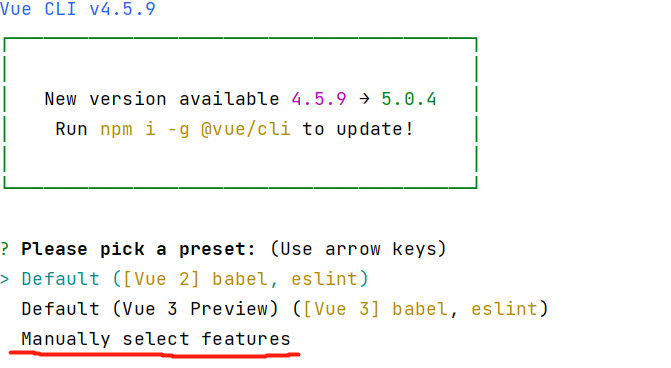 Vue CLI v4.5.9
New version available 4.5.9 → 5.0.4
Run npm i -g @vue/cli to update!
? Please pick a preset: (Use arrow keys)
> Default ([Vue 2] babel, eslint)
Default (Vue 3 Preview) ([Vue 3] babel, eslint)
Manually select features